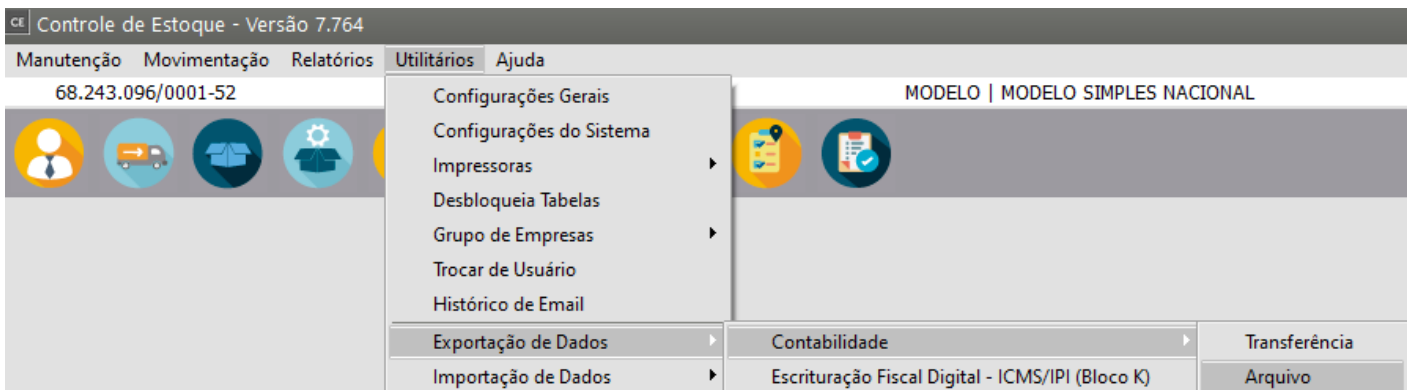 CE Controle de Estoque - Versão 7.764
Manutenção Movimentação Relatórios Utilitários Ajuda
68.243.096/0001-52 MODELO | MODELO SIMPLES NACIONAL
Configurações Gerais
Configurações do Sistema
Impressoras
Desbloqueia Tabelas
Grupo de Empresas
Trocar de Usuário
Histórico de Email
Exportação de Dados Contabilidade Transferência
Importação de Dados Escrituração Fiscal Digital - ICMS/IPI (Bloco K) Arquivo